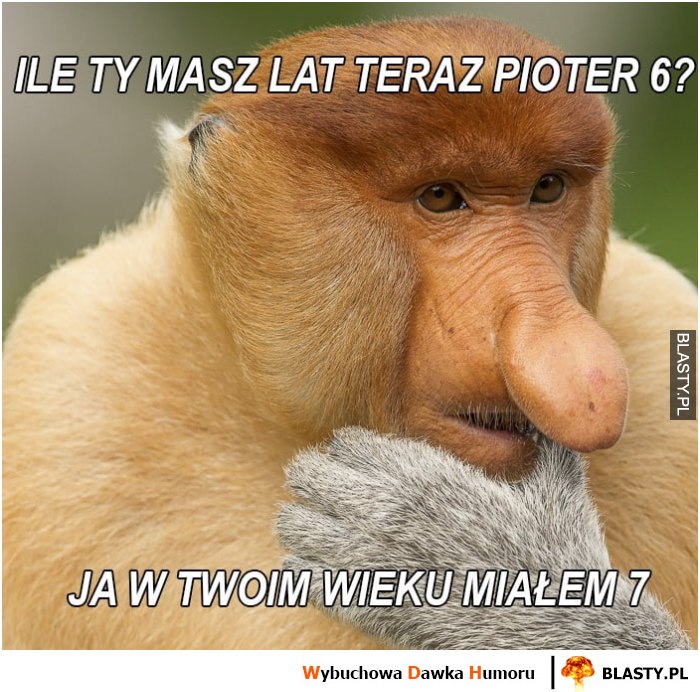 ILE TY MASZ LAT TERAZ PIOTER 6?
BLASTY.PL
JA W TWOIM WIEKU MIAŁEM 7
Wybuchowa Dawka Humoru
BLASTY.PL